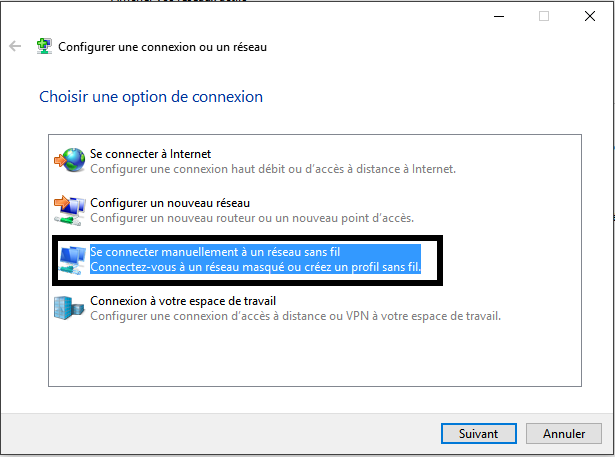 Configurer une connexion ou un réseau
Choisir une option de connexion
Se connecter à Internet
Configurer une connexion haut débit ou d'accès à distance à Internet.
Configurer un nouveau réseau
Configurer un nouveau routeur ou un nouveau point d'accès.
Se connecter manuellement à un réseau sans fil
Connectez-vous à un réseau masqué ou créez un profil sans fil.
Connexion à votre espace de travail
Configurer une connexion d'accès à distance ou VPN à votre espace de travail.
Suivant
Annuler